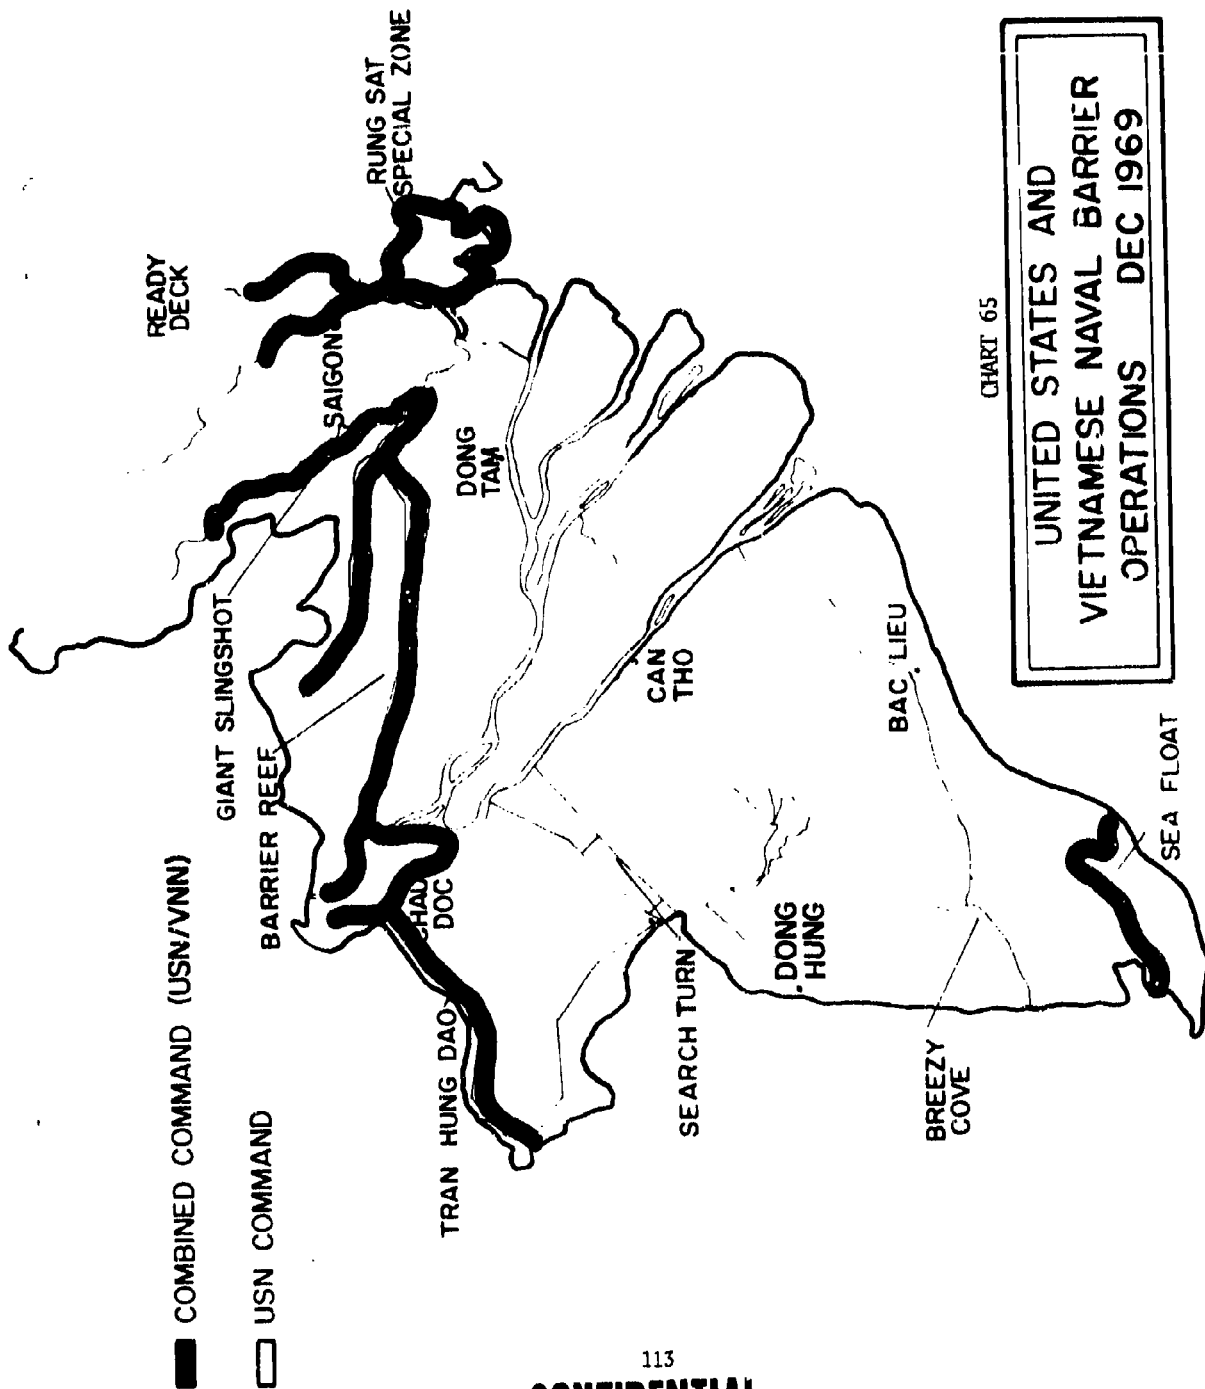 COMBINED COMMAND (USN/VNN)
USN COMMAND
READY
DECK
RUNG SAT
SPECIAL ZONE
SAIGON
GIANT SLINGSHOT
BARRIER REEF
DONG
TAM
CHAU
DOC
TRAN HUNG DAO
CAN
THO
SEARCH TURN
DONG
HUNG
BAC LIEU
BREEZY
COVE
SEA FLOAT
CHART 65
UNITED STATES AND
VIETNAMESE NAVAL BARRIER
OPERATIONS DEC 1969
113
CONFIDENTIAL